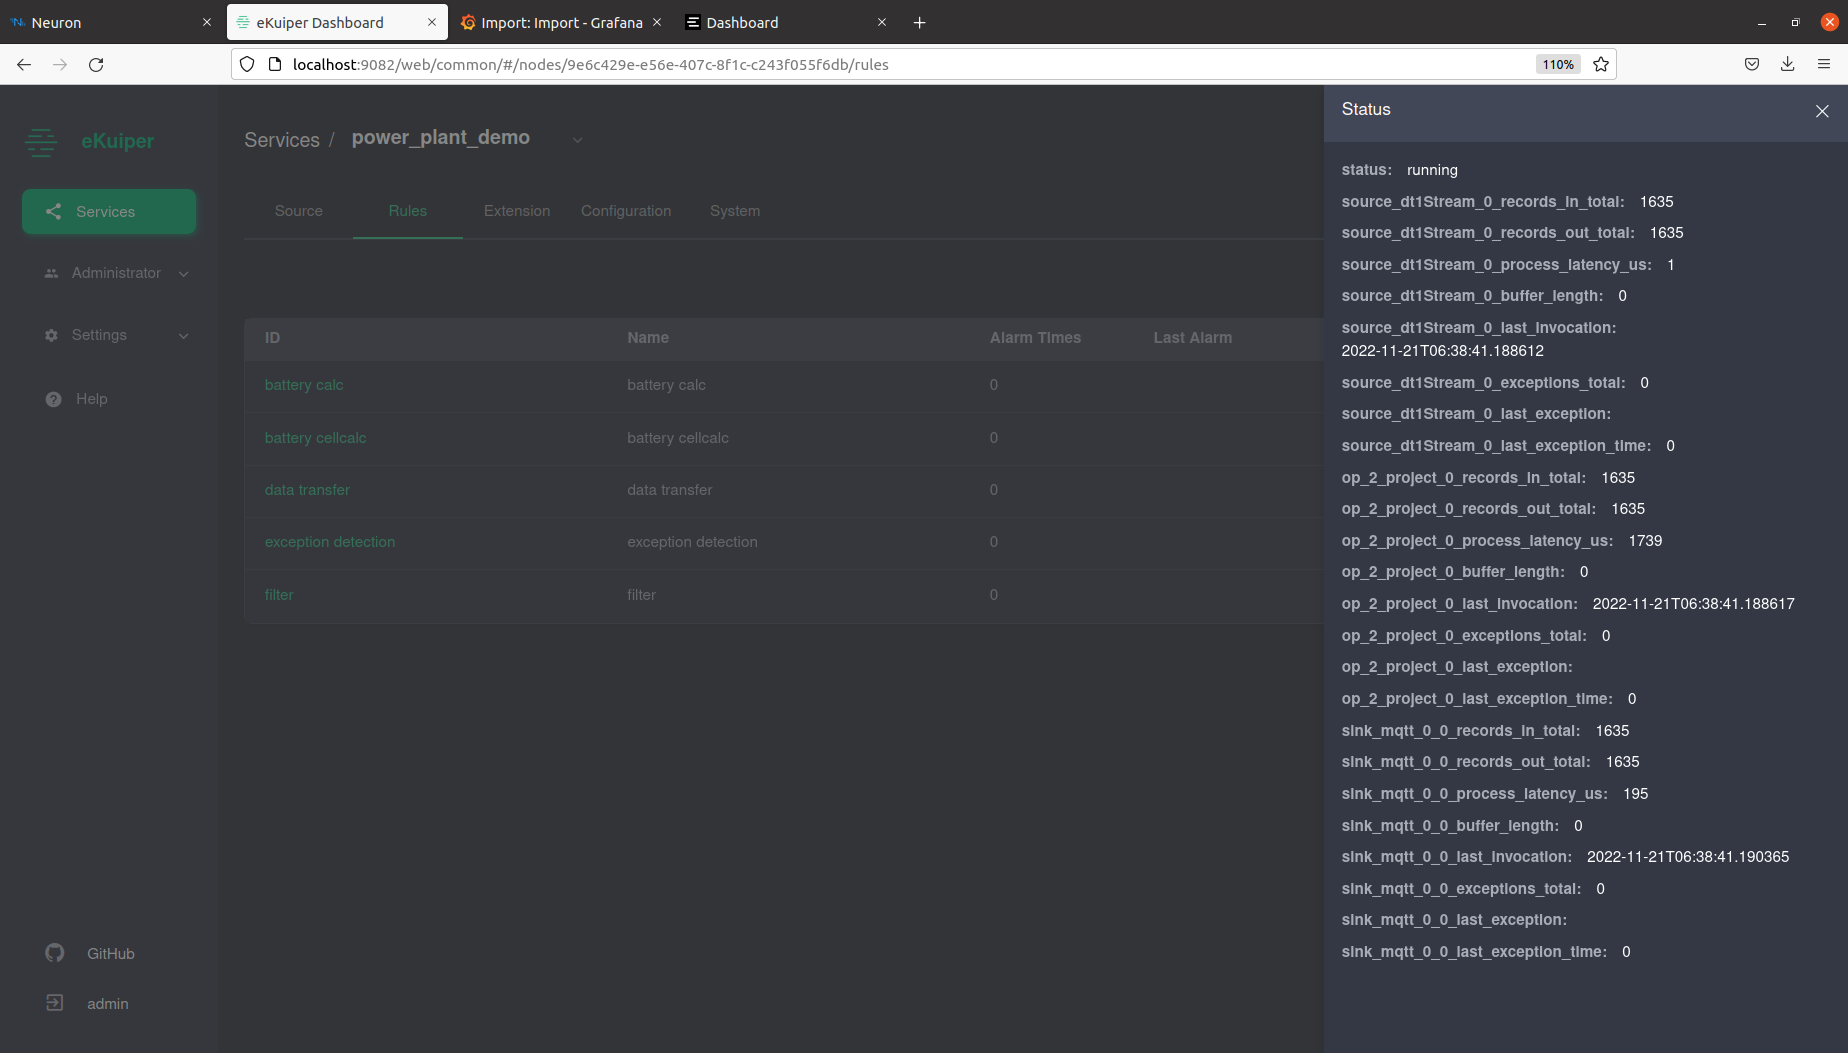 Neuron
eKuiper Dashboard
Import: Import - Grafana
Dashboard
localhost:9082/web/common/#/nodes/9e6c429e-e56e-407c-8f1c-c243f055f6db/rules
110%
eKuiper
Services
Administrator
Settings
Help
GitHub
admin
Services / power_plant_demo
Source Rules Extension Configuration System
ID Name Alarm Times Last Alarm
battery calc battery calc 0
battery cellcalc battery cellcalc 0
data transfer data transfer 0
exception detection exception detection 0
filter filter 0
Status
status: running
source_dt1Stream_0_records_in_total: 1635
source_dt1Stream_0_records_out_total: 1635
source_dt1Stream_0_process_latency_us: 1
source_dt1Stream_0_buffer_length: 0
source_dt1Stream_0_last_invocation:
2022-11-21T06:38:41.188612
source_dt1Stream_0_exceptions_total: 0
source_dt1Stream_0_last_exception:
source_dt1Stream_0_last_exception_time: 0
op_2_project_0_records_in_total: 1635
op_2_project_0_records_out_total: 1635
op_2_project_0_process_latency_us: 1739
op_2_project_0_buffer_length: 0
op_2_project_0_last_invocation: 2022-11-21T06:38:41.188617
op_2_project_0_exceptions_total: 0
op_2_project_0_last_exception:
op_2_project_0_last_exception_time: 0
sink_mqtt_0_0_records_in_total: 1635
sink_mqtt_0_0_records_out_total: 1635
sink_mqtt_0_0_process_latency_us: 195
sink_mqtt_0_0_buffer_length: 0
sink_mqtt_0_0_last_invocation: 2022-11-21T06:38:41.190365
sink_mqtt_0_0_exceptions_total: 0
sink_mqtt_0_0_last_exception:
sink_mqtt_0_0_last_exception_time: 0